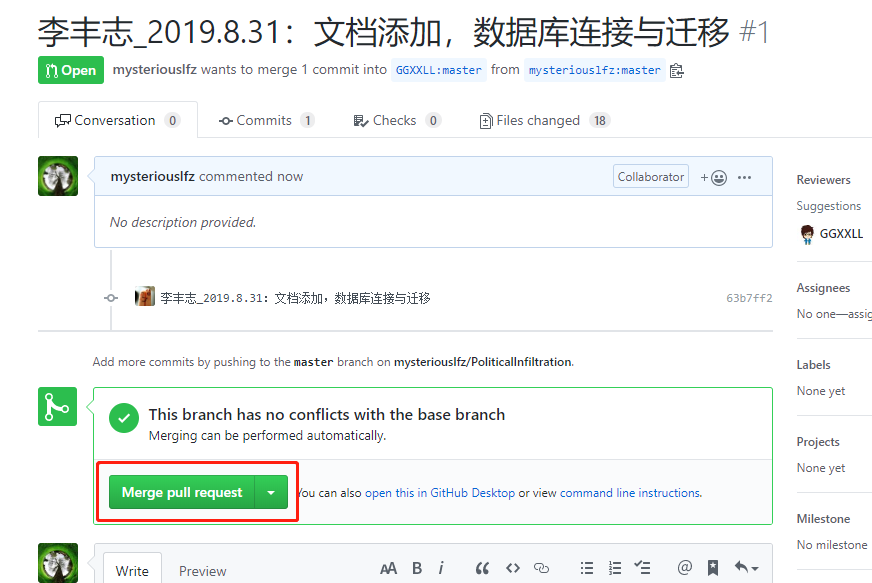 李丰志_2019.8.31：文档添加，数据库连接与迁移 #1
Open mysteriouslfz wants to merge 1 commit into GGXXLL:master from mysteriouslfz:master
Conversation 0 Commits 1 Checks 0 Files changed 18
mysteriouslfz commented now Collaborator
No description provided.
李丰志_2019.8.31：文档添加，数据库连接与迁移 63b7ff2
Add more commits by pushing to the master branch on mysteriouslfz/PoliticalInfiltration.
This branch has no conflicts with the base branch
Merging can be performed automatically.
Merge pull request You can also open this in GitHub Desktop or view command line instructions.
Write Preview AA B i
Reviewers
Suggestions
GGXXLL
Assignees
No one—assig
Labels
None yet
Projects
None yet
Milestone
No milestone